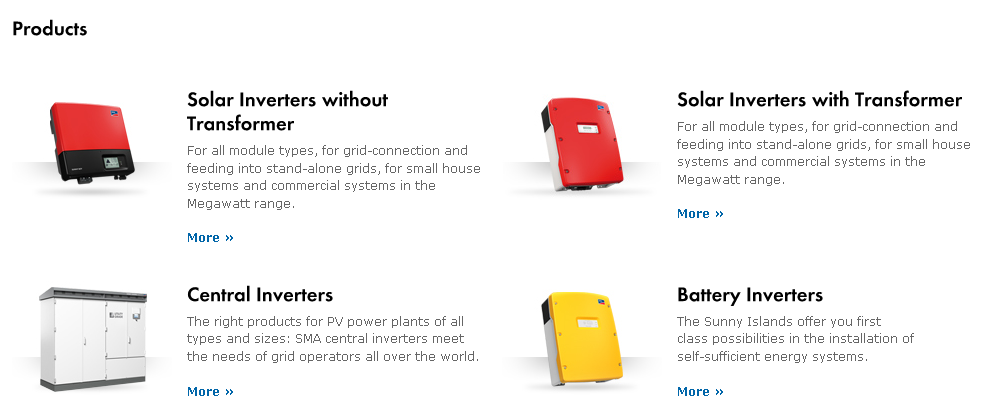 Products
Solar Inverters without
Transformer
For all module types, for grid-connection and
feeding into stand-alone grids, for small house
systems and commercial systems in the
Megawatt range.
More »
Solar Inverters with Transformer
For all module types, for grid-connection and
feeding into stand-alone grids, for small house
systems and commercial systems in the
Megawatt range.
More »
Central Inverters
The right products for PV power plants of all
types and sizes: SMA central inverters meet
the needs of grid operators all over the world.
More »
Battery Inverters
The Sunny Islands offer you first
class possibilities in the installation of
self-sufficient energy systems.
More »